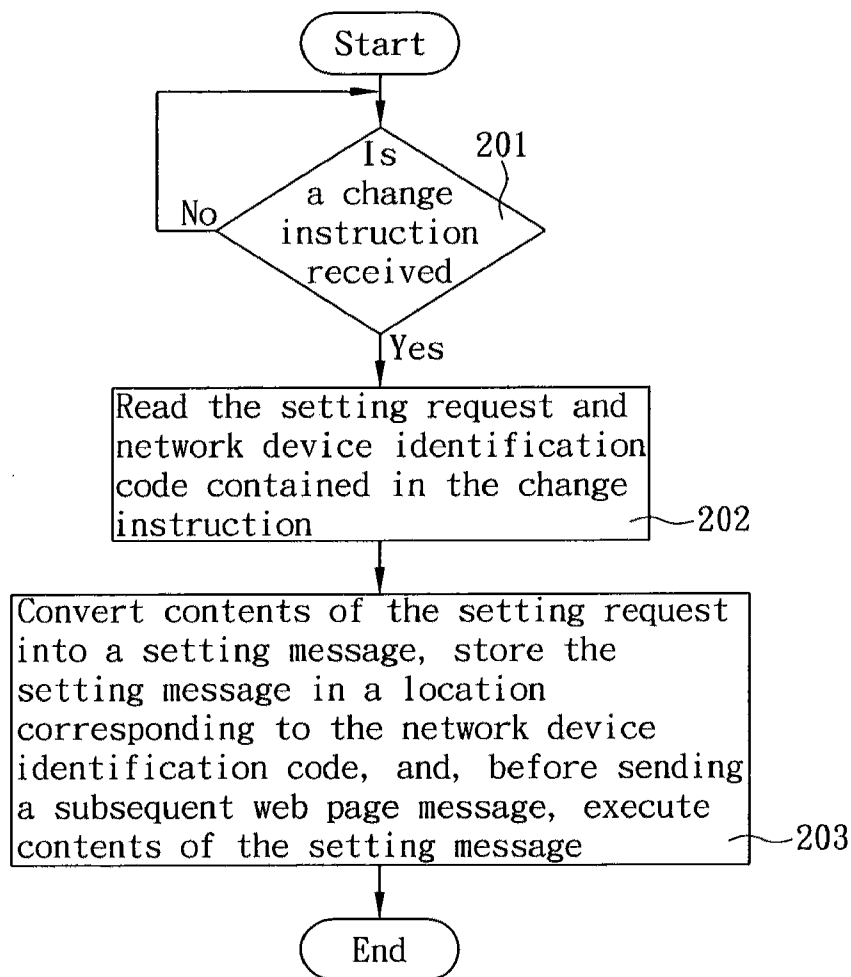 Start
Is
a change
instruction
received
201
No
Yes
Read the setting request and
network device identification
code contained in the change
instruction
202
Convert contents of the setting request
into a setting message, store the
setting message in a location
corresponding to the network device
identification code, and, before sending
a subsequent web page message, execute
contents of the setting message
203
End